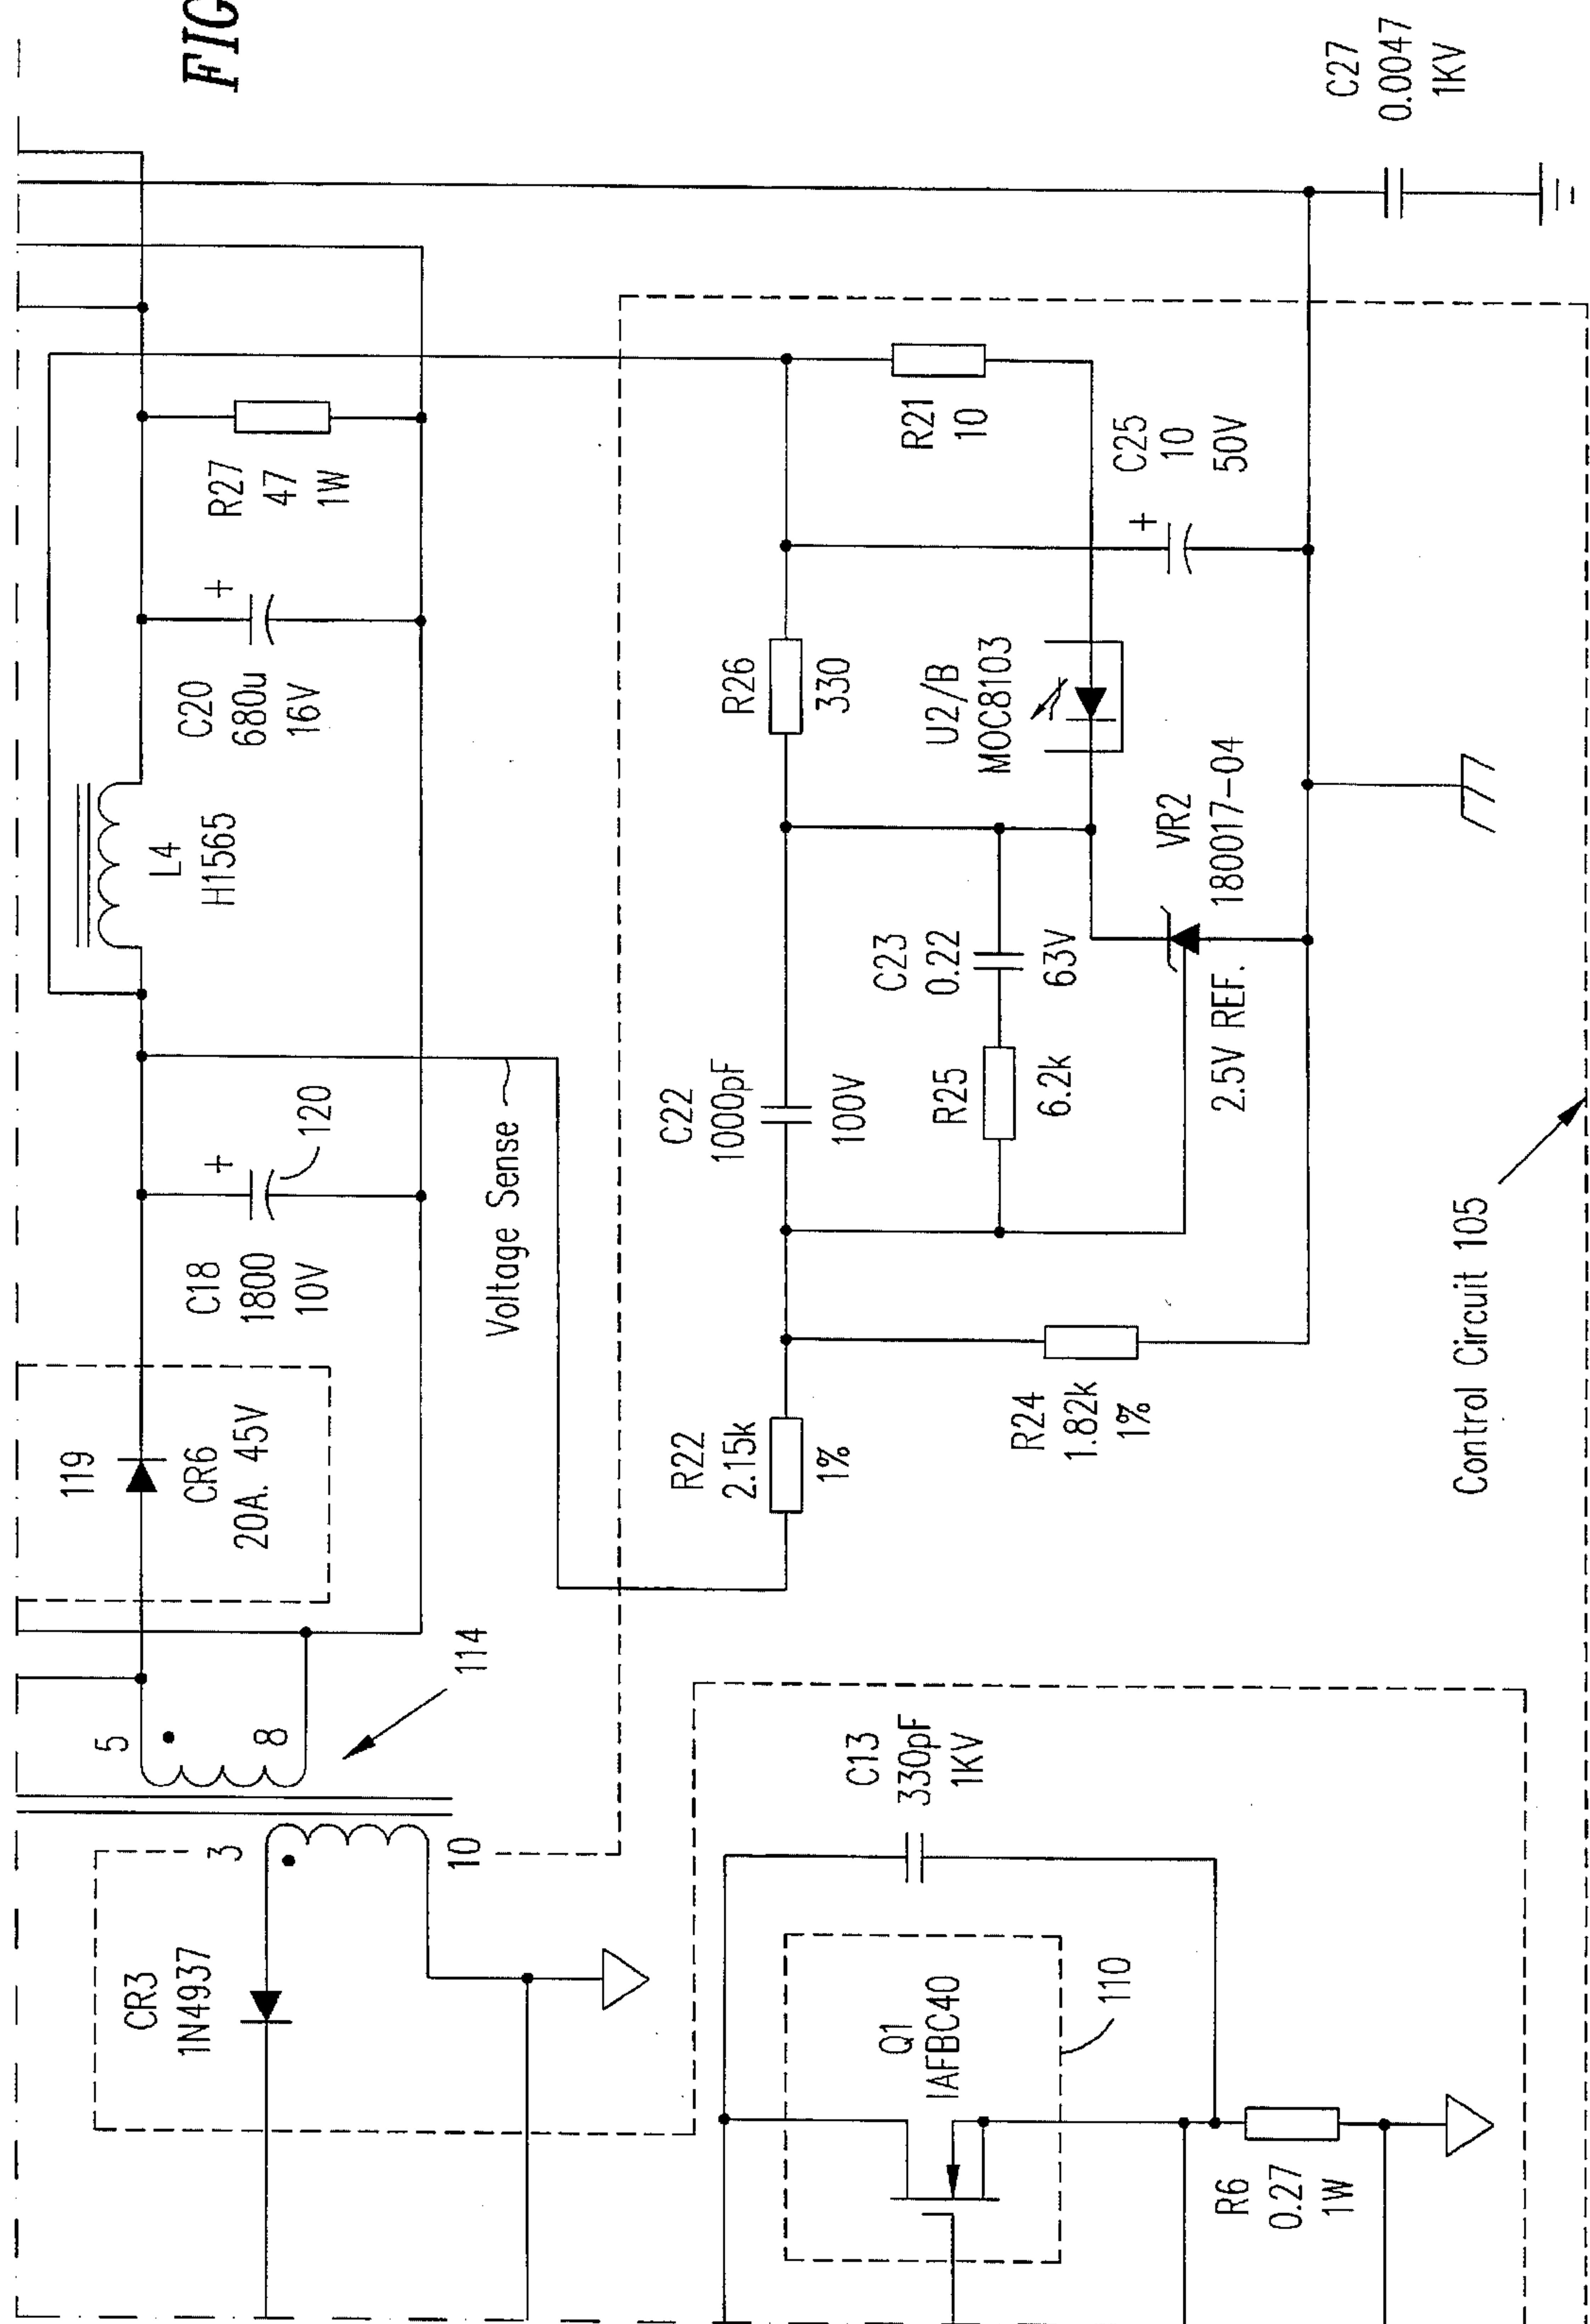 FIG
CR3
1N4937
3
10
5
8
114
119
CR6
20A. 45V
C18
1800
10V
+
120
Voltage Sense
L4
H1565
C20
680u
16V
+
R27
47
1W
R22
2.15k
1%
R24
1.82k
1%
C22
1000pF
100V
R25
6.2k
C23
0.22
63V
2.5V REF.
VR2
180017-04
R26
330
U2/B
MOC8103
R21
10
C25
10
50V
+
C27
0.0047
1KV
Control Circuit 105
C13
330pF
1KV
Q1
IAFBC40
110
R6
0.27
1W